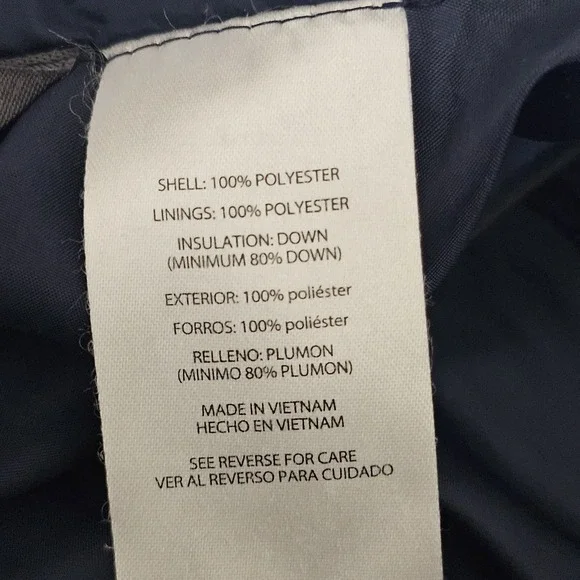 SHELL: 100% POLYESTER
LININGS: 100% POLYESTER
INSULATION: DOWN
(MINIMUM 80% DOWN)
EXTERIOR: 100% poliéster
FORROS: 100% poliéster
RELLENO: PLUMON
(MINIMO 80% PLUMON)
MADE IN VIETNAM
HECHO EN VIETNAM
SEE REVERSE FOR CARE
VER AL REVERSO PARA CUIDADO